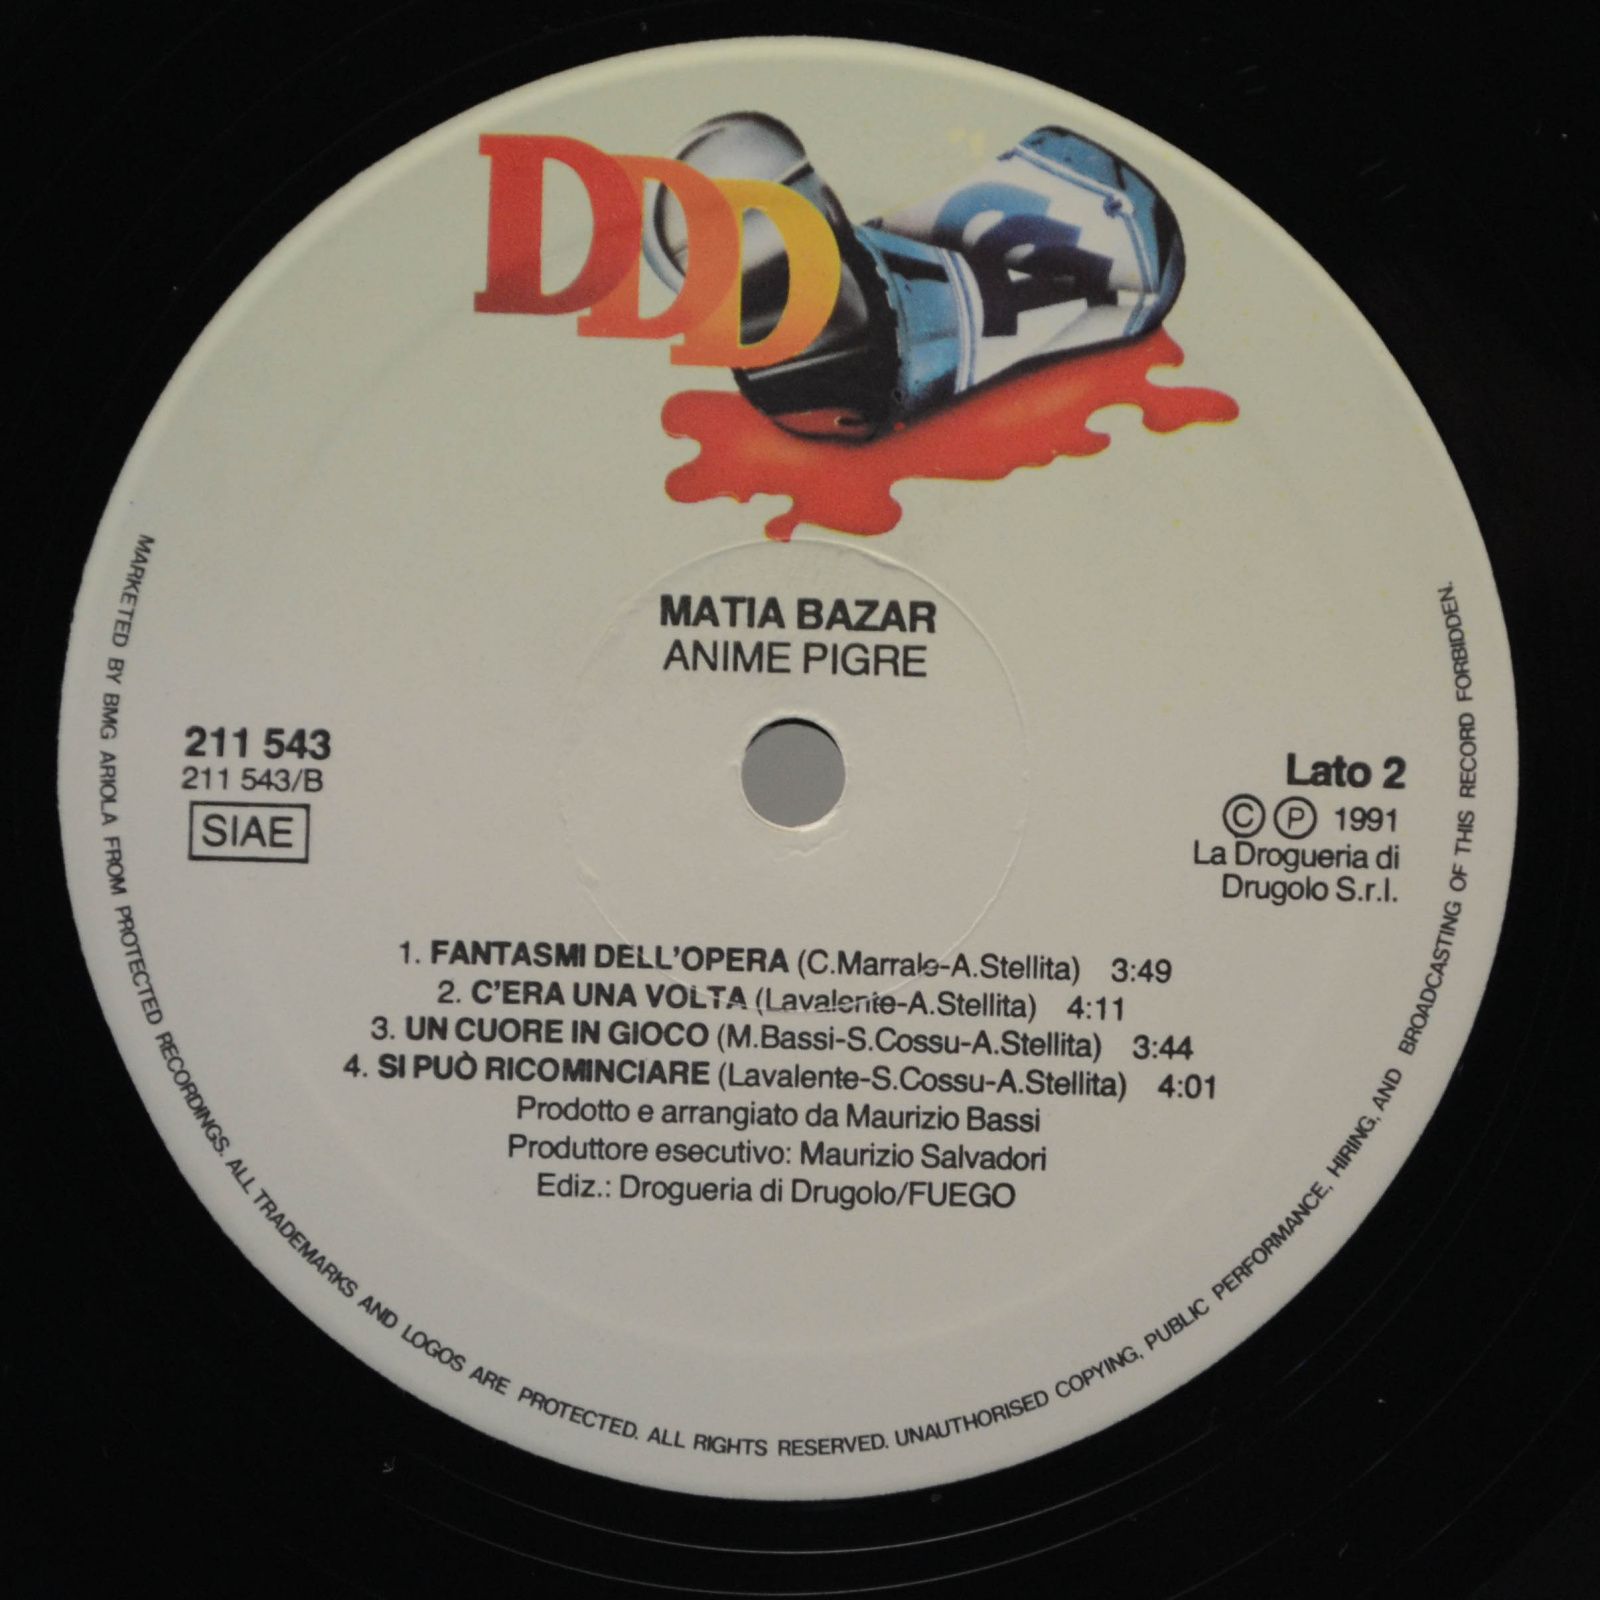 DDD
MATIA BAZAR
ANIME PIGRE
211 543
211 543/B
SIAE
Lato 2
Ⓒ Ⓟ 1991
La Drogueria di
Drugolo S.r.l.
1. FANTASMI DELL'OPERA (C.Marrale-A.Stellita) 3:49
2. C'ERA UNA VOLTA (Lavalente-A.Stellita) 4:11
3. UN CUORE IN GIOCO (M.Bassi-S.Cossu-A.Stellita) 3:44
4. SI PUÒ RICOMINCIARE (Lavalente-S.Cossu-A.Stellita) 4:01
Prodotto e arrangiato da Maurizio Bassi
Produttore esecutivo: Maurizio Salvadori
Ediz.: Drogueria di Drugolo/FUEGO
MARKETED BY BMG ARIOLA FROM PROTECTED RECORDINGS. ALL TRADEMARKS AND LOGOS ARE PROTECTED. ALL RIGHTS RESERVED. UNAUTHORISED COPYING, PUBLIC PERFORMANCE, HIRING, AND BROADCASTING OF THIS RECORD FORBIDDEN.